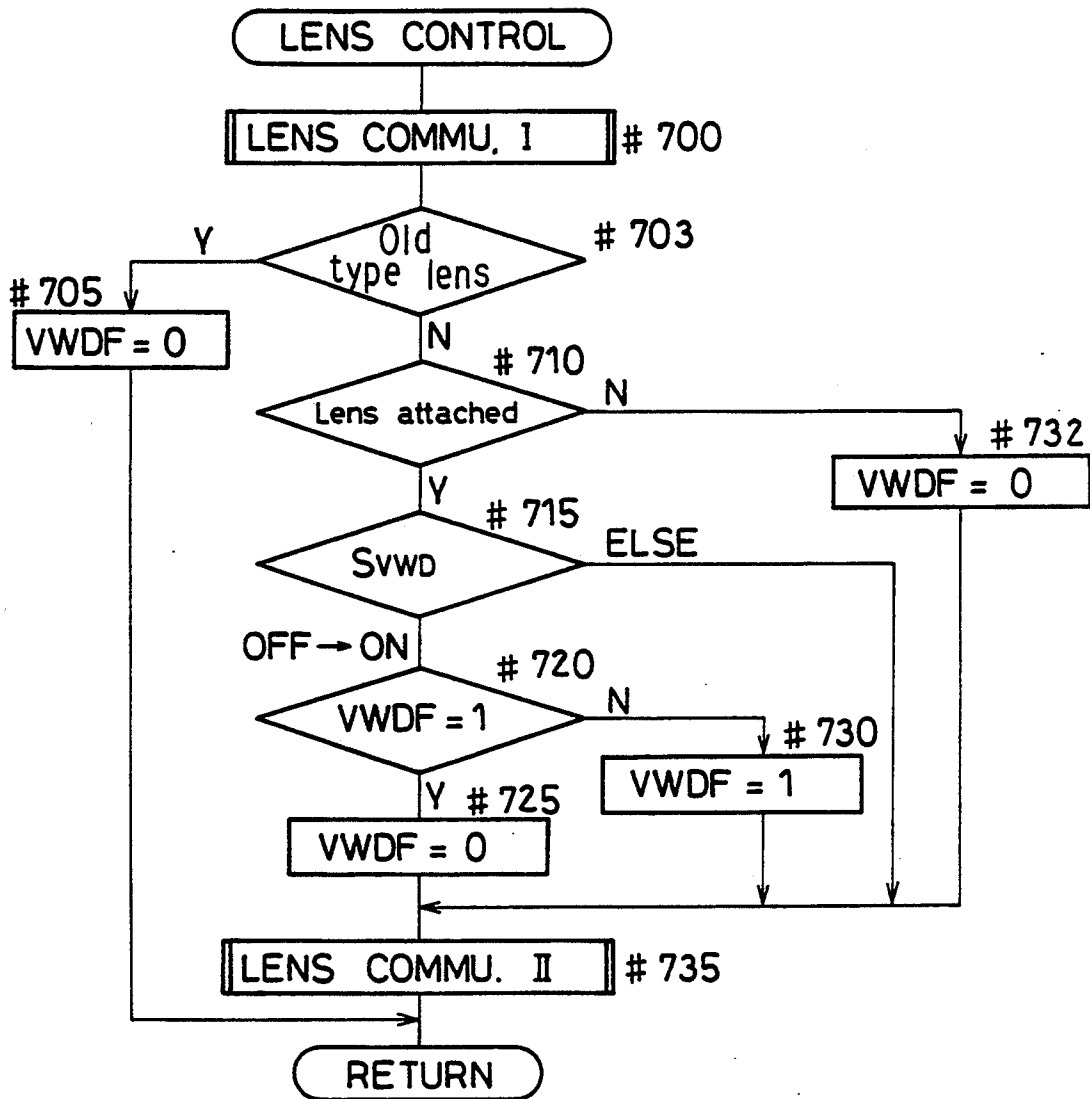 LENS CONTROL
LENS COMMU. I
# 700
Old
type lens
# 703
Y
# 705
VWDF = 0
N
# 710
Lens attached
N
# 732
VWDF = 0
Y
# 715
SVWD
ELSE
OFF → ON
# 720
VWDF = 1
N
# 730
VWDF = 1
Y
# 725
VWDF = 0
LENS COMMU. II
# 735
RETURN